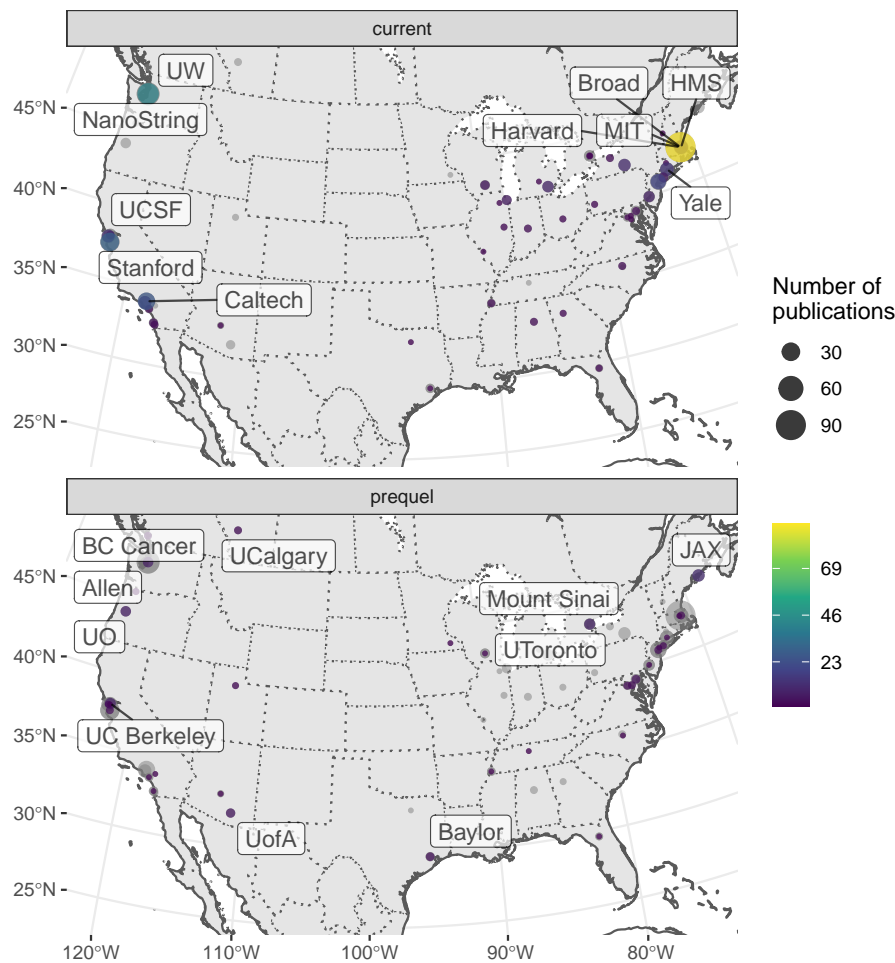 current
UW
NanoString
UCSF
Stanford
Caltech
Broad
HMS
Harvard
MIT
Yale
45°N
40°N
35°N
30°N
25°N
prequel
BC Cancer
UCalgary
Allen
UO
UC Berkeley
UofA
Baylor
Mount Sinai
UToronto
JAX
45°N
40°N
35°N
30°N
25°N
120°W
110°W
100°W
90°W
80°W
Number of
publications
30
60
90
69
46
23